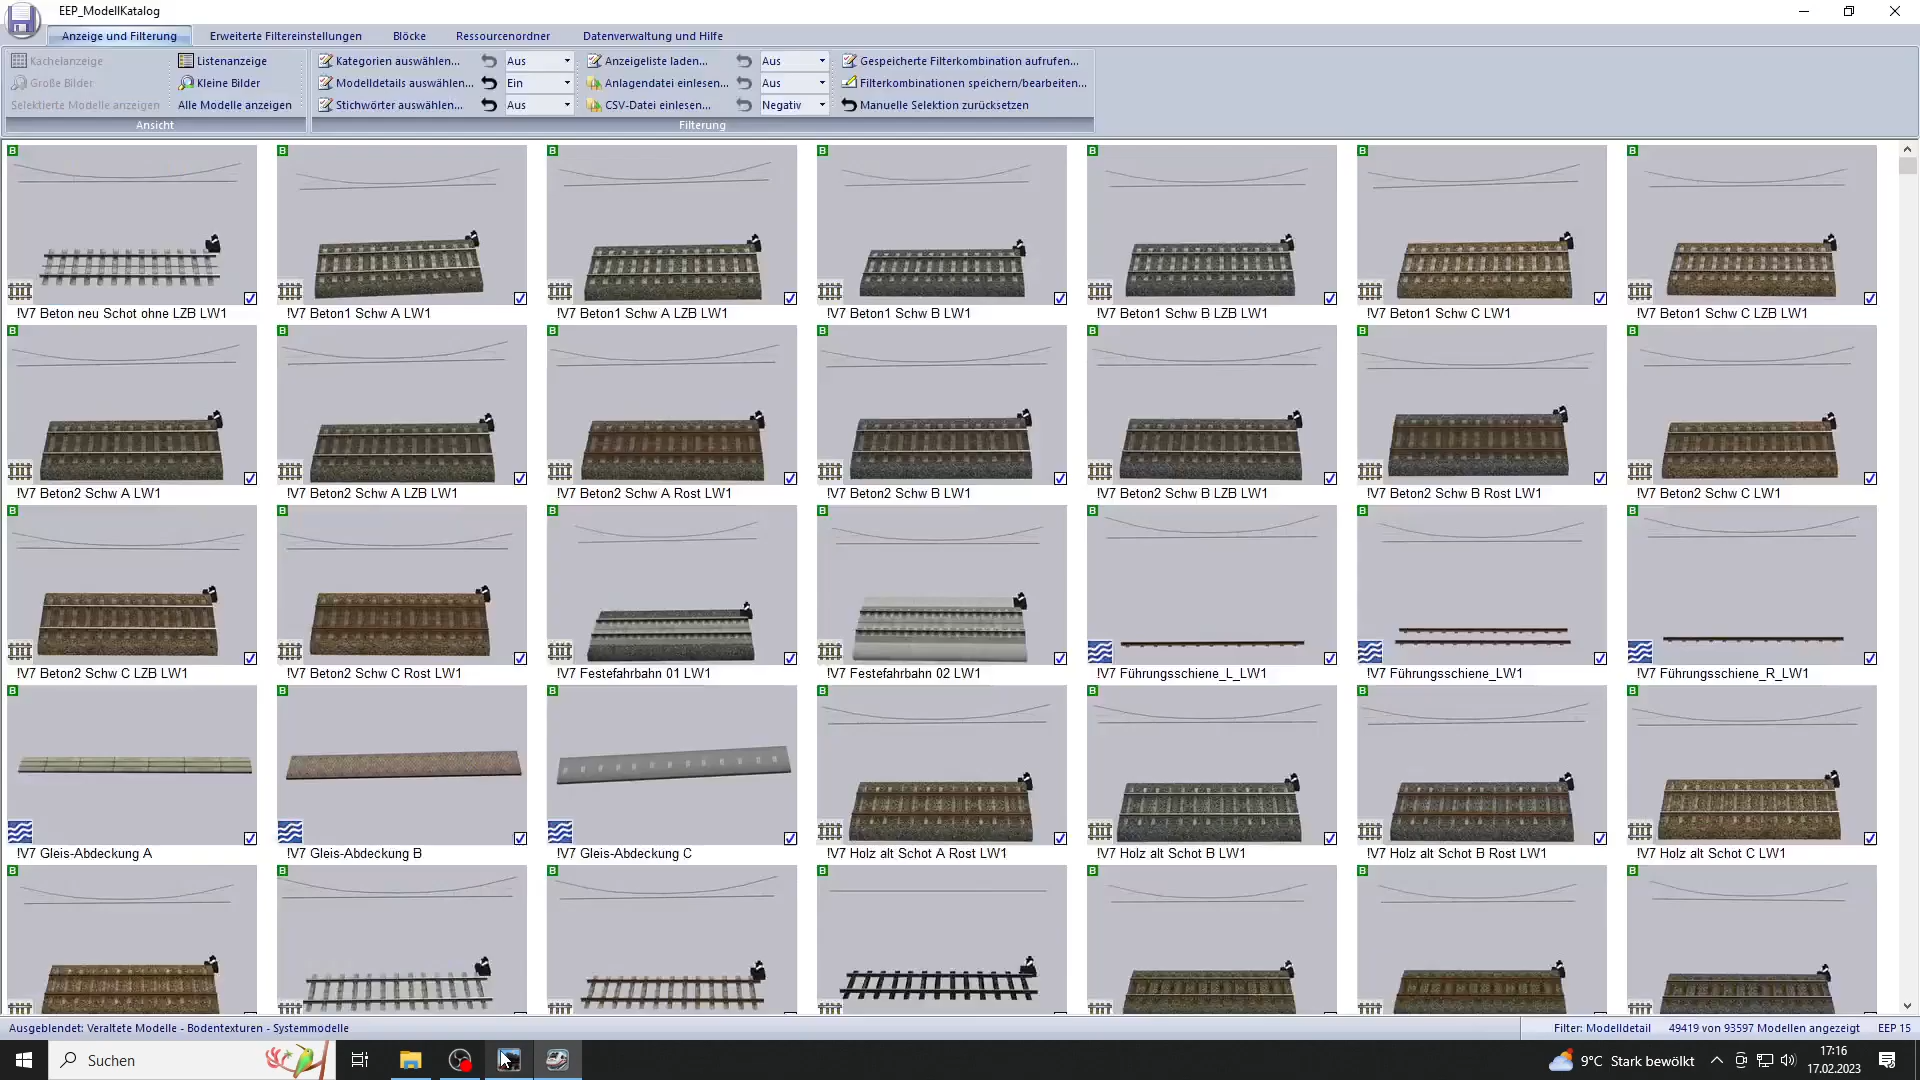 EEP_ModellKatalog
Anzeige und Filterung
Erweiterte Filtereinstellungen
Blöcke
Ressourcenordner
Datenverwaltung und Hilfe
Kachelanzeige
Listenanzeige
Große Bilder
Kleine Bilder
Selektierte Modelle anzeigen
Alle Modelle anzeigen
Ansicht
Kategorien auswählen...
Aus
Anzeigeliste laden...
Aus
Gespeicherte Filterkombination aufrufen...
Modelldetails auswählen...
Ein
Anlagendatei einlesen...
Aus
Filterkombinationen speichern/bearbeiten...
Stichwörter auswählen...
Aus
CSV-Datei einlesen...
Negativ
Manuelle Selektion zurücksetzen
Filterung
B
B
B
B
B
B
B
!V7 Beton neu Schot ohne LZB LW1
!V7 Beton1 Schw A LW1
!V7 Beton1 Schw A LZB LW1
!V7 Beton1 Schw B LW1
!V7 Beton1 Schw B LZB LW1
!V7 Beton1 Schw C LW1
!V7 Beton1 Schw C LZB LW1
B
B
B
B
B
B
B
!V7 Beton2 Schw A LW1
!V7 Beton2 Schw A LZB LW1
!V7 Beton2 Schw A Rost LW1
!V7 Beton2 Schw B LW1
!V7 Beton2 Schw B LZB LW1
!V7 Beton2 Schw B Rost LW1
!V7 Beton2 Schw C LW1
B
B
B
B
B
B
B
!V7 Beton2 Schw C LZB LW1
!V7 Beton2 Schw C Rost LW1
!V7 Festefahrbahn 01 LW1
!V7 Festefahrbahn 02 LW1
!V7 Führungsschiene_L_LW1
!V7 Führungsschiene_LW1
!V7 Führungsschiene_R_LW1
B
B
B
B
B
B
B
!V7 Gleis-Abdeckung A
!V7 Gleis-Abdeckung B
!V7 Gleis-Abdeckung C
!V7 Holz alt Schot A Rost LW1
!V7 Holz alt Schot B LW1
!V7 Holz alt Schot B Rost LW1
!V7 Holz alt Schot C LW1
B
B
B
B
B
B
B
Ausgeblendet: Veraltete Modelle - Bodentexturen - Systemmodelle
Filter: Modelldetail
49419 von 93597 Modellen angezeigt
EEP 15
Suchen
9°C Stark bewölkt
17:16
17.02.2023